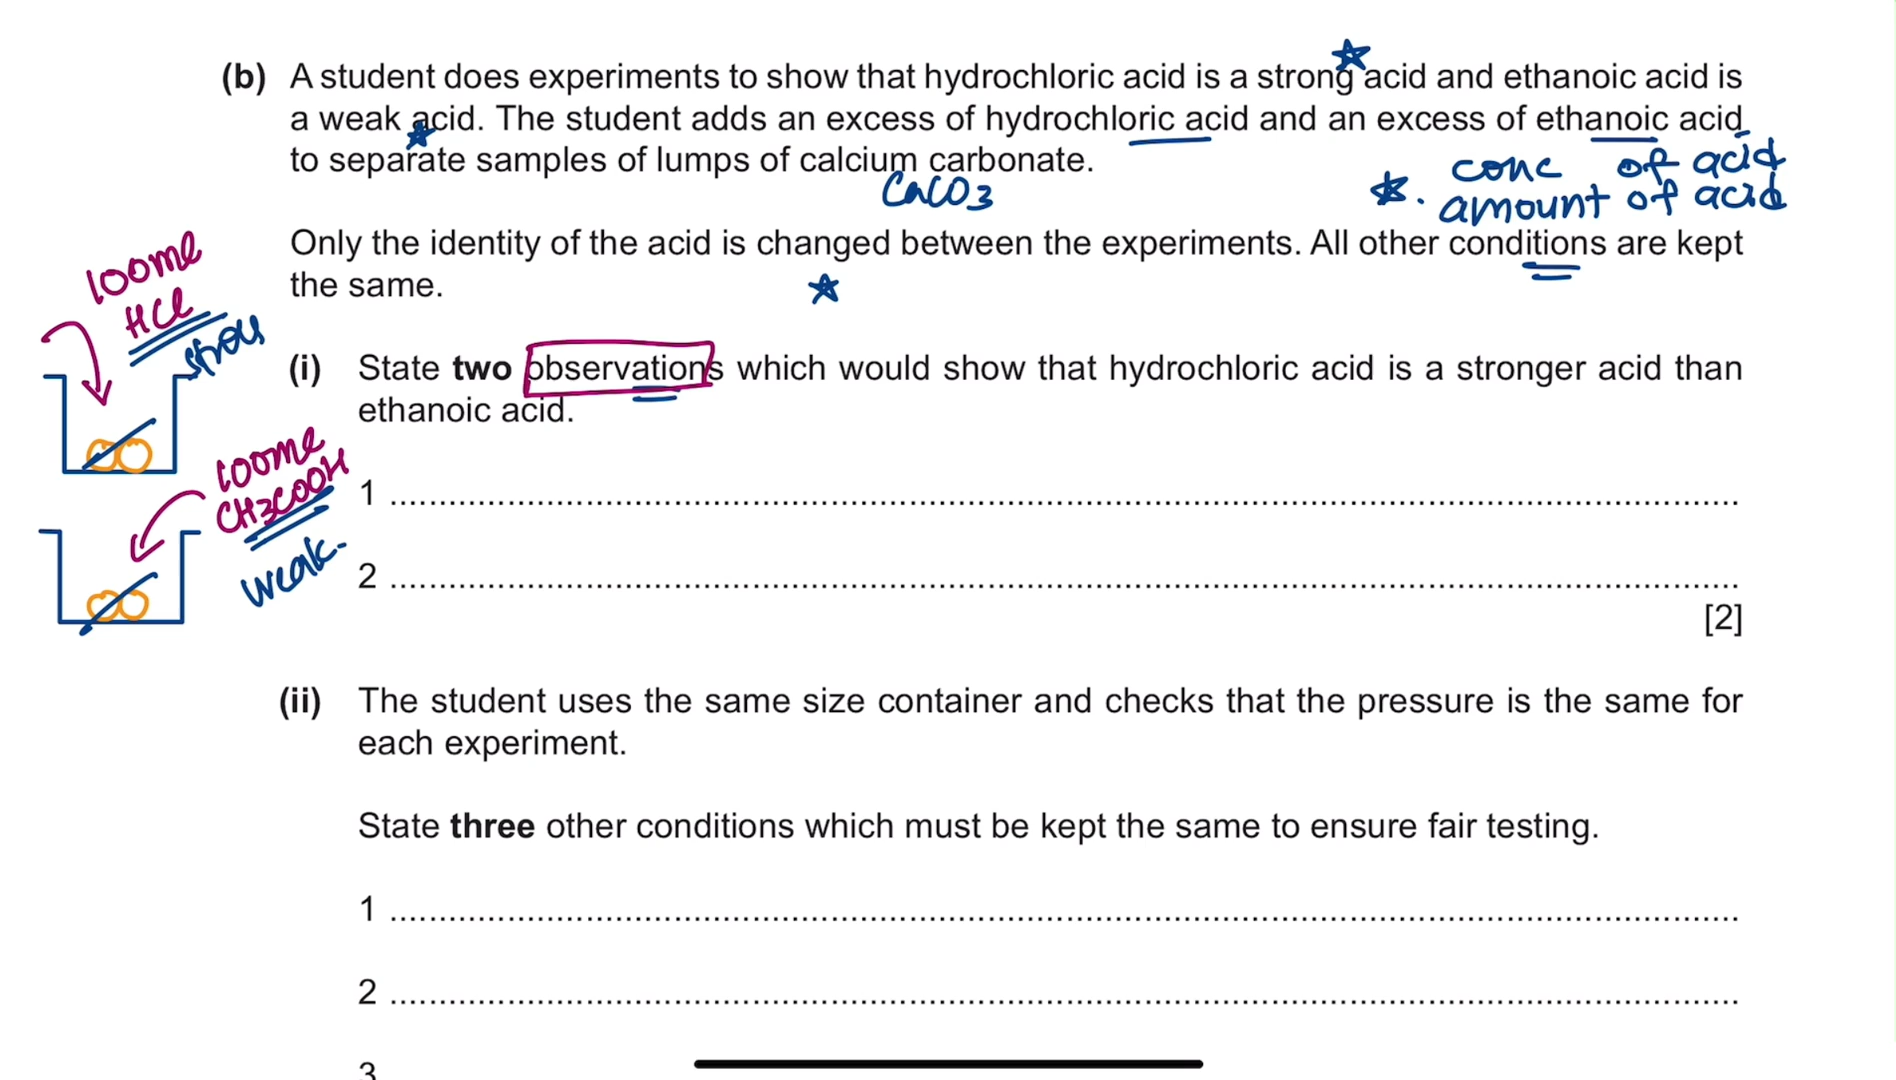 (b) A student does experiments to show that hydrochloric acid is a strong acid and ethanoic acid is
a weak acid. The student adds an excess of hydrochloric acid and an excess of ethanoic acid
to separate samples of lumps of calcium carbonate.
CaCO3
conc of acid
amount of acid
Only the identity of the acid is changed between the experiments. All other conditions are kept
the same.
100ml
HCl
(i) State two observations which would show that hydrochloric acid is a stronger acid than
ethanoic acid.
100ml
CH3COOH
weak.
1
2
[2]
(ii) The student uses the same size container and checks that the pressure is the same for
each experiment.
State three other conditions which must be kept the same to ensure fair testing.
1
2
3